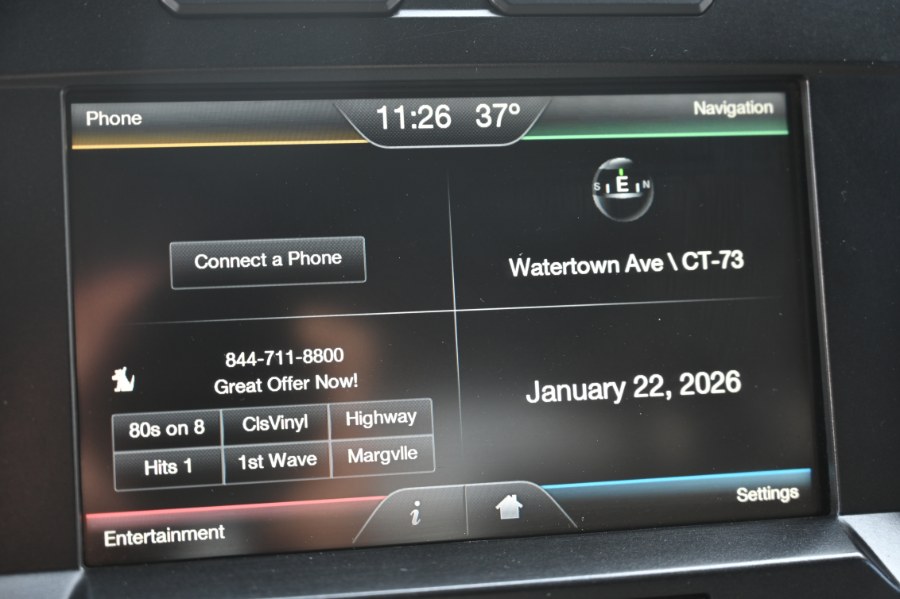 Phone
11:26 37°
Navigation
S E N
Connect a Phone
Watertown Ave \ CT-73
844-711-8800
Great Offer Now!
80s on 8 ClsVinyl Highway
Hits 1 1st Wave Margvlle
January 22, 2026
Entertainment
i
Settings